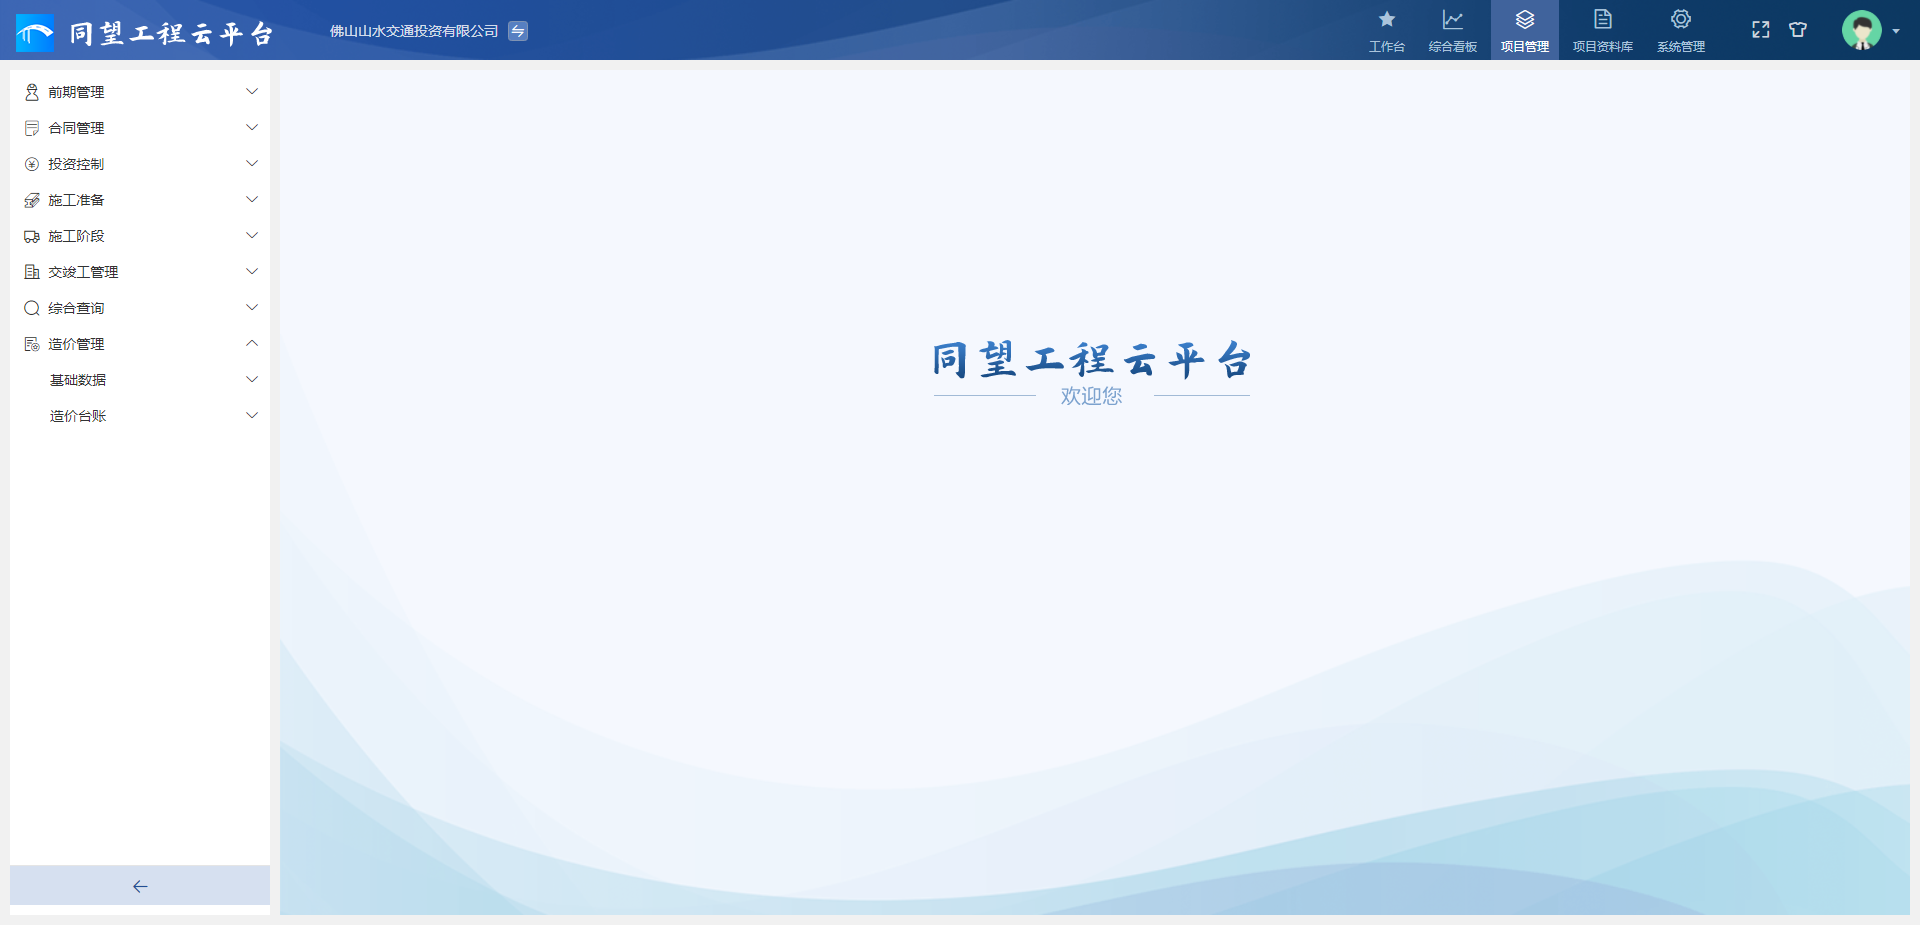 同望工程云平台
佛山山水交通投资有限公司
工作台
综合看板
项目管理
项目资料库
系统管理
前期管理
合同管理
投资控制
施工准备
施工阶段
交竣工管理
综合查询
造价管理
基础数据
造价台账
同望工程云平台
欢迎您